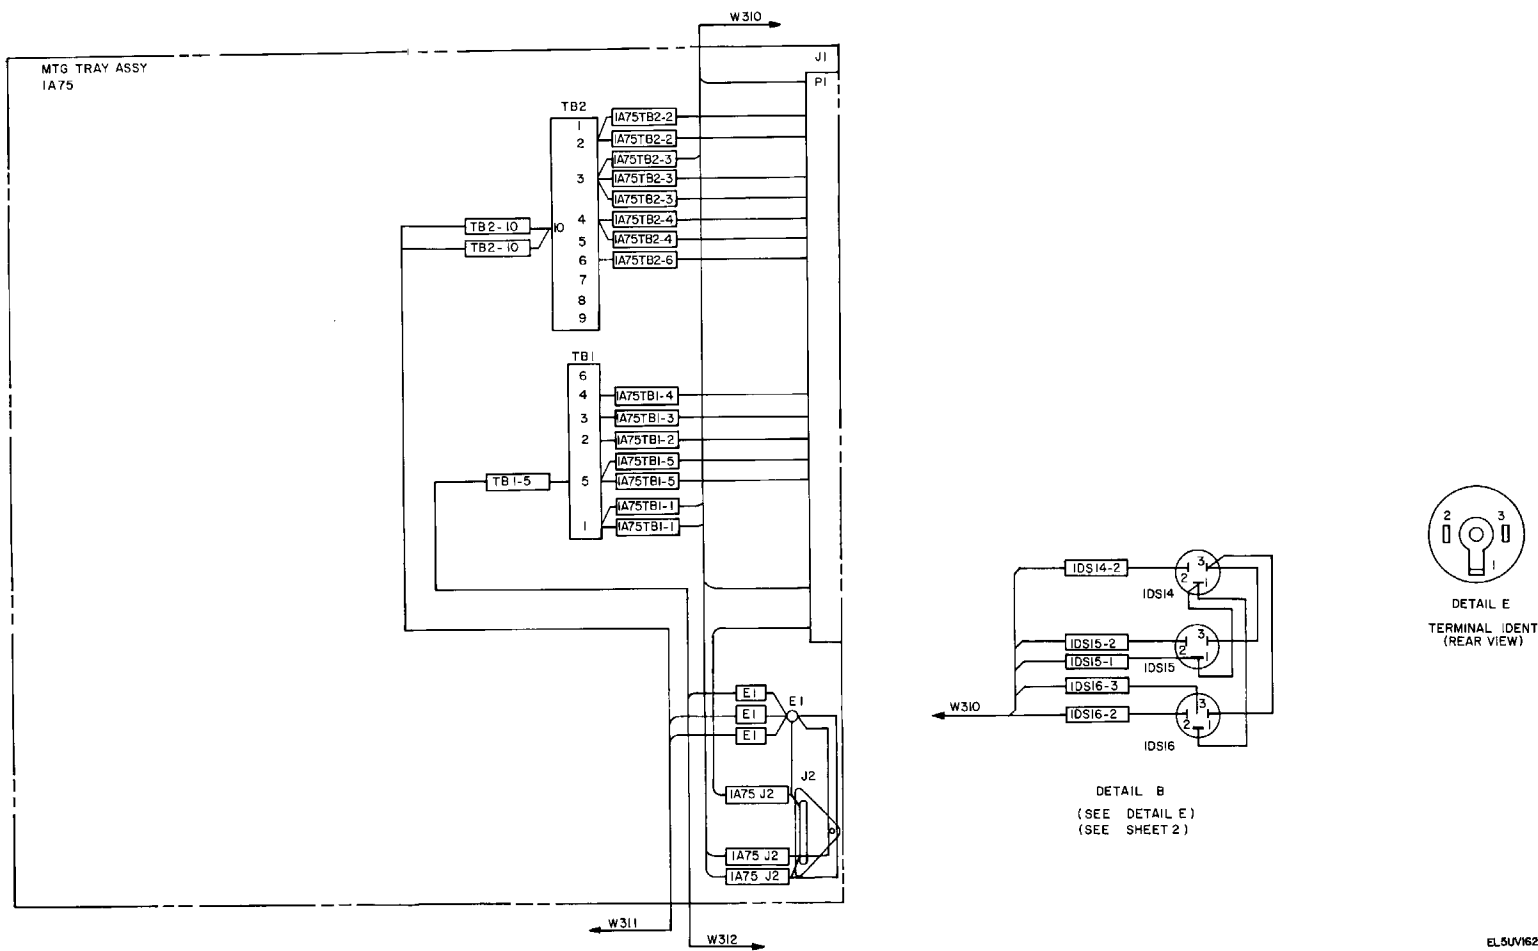 W310
MTG TRAY ASSY
1A75
J1
P1
TB2
1
2
3
4
5
6
7
8
9
10
1A75TB2-2
1A75TB2-2
1A75TB2-3
1A75TB2-3
1A75TB2-3
1A75TB2-4
1A75TB2-4
1A75TB2-6
TB2-10
TB2-10
TB1
6
4
3
2
5
1
1A75TB1-4
1A75TB1-3
1A75TB1-2
1A75TB1-5
1A75TB1-5
1A75TB1-1
1A75TB1-1
TB1-5
E1
E1
E1
E1
J2
1A75 J2
1A75 J2
1A75 J2
W311
W312
1DS14-2
3
2
1
1DS14
1DS15-2
1DS15-1
3
2
1
1DS15
1DS16-3
1DS16-2
3
2
1
1DS16
W310
DETAIL B
(SEE DETAIL E)
(SEE SHEET 2)
2
3
1
DETAIL E
TERMINAL IDENT
(REAR VIEW)
EL5UV162